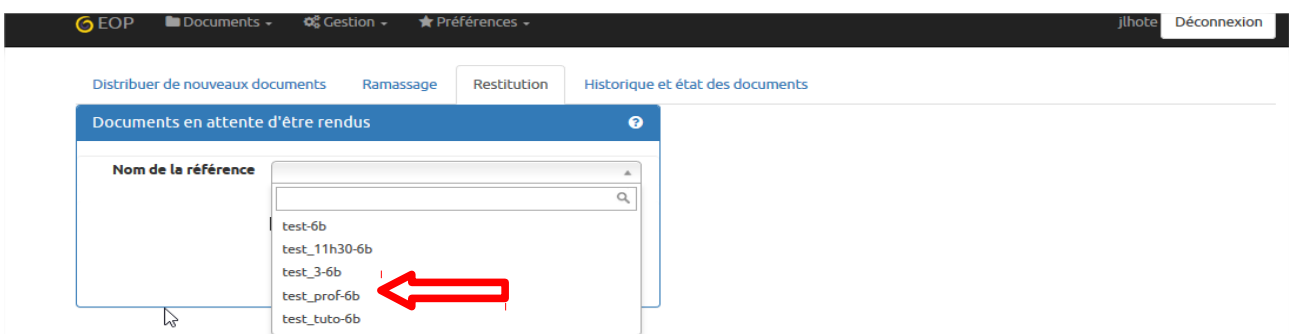 EOP Documents Gestion Préférences jlhote Déconnexion
Distribuer de nouveaux documents Ramassage Restitution Historique et état des documents
Documents en attente d'être rendus
Nom de la référence
test-6b
test_11h30-6b
test_3-6b
test_prof-6b
test_tuto-6b